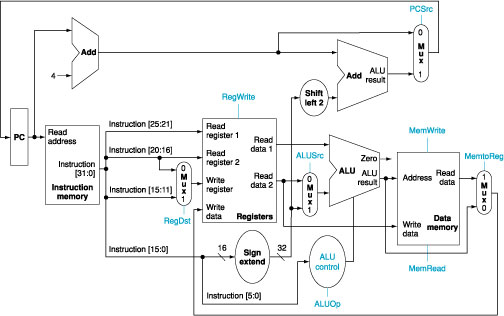 PCSrc
Add
4
0
M
u
x
1
Shift
left 2
Add
ALU
result
PC
Read
address
Instruction
[31:0]
Instruction
memory
Instruction [25:21]
Instruction [20:16]
Instruction [15:11]
Instruction [15:0]
Instruction [5:0]
0
M
u
x
1
RegDst
RegWrite
Read
register 1
Read
register 2
Write
register
Write
data
Read
data 1
Read
data 2
Registers
16
Sign
extend
32
ALUSrc
0
M
u
x
1
Zero
ALU
ALU
result
ALU
control
ALUOp
MemWrite
Address
Read
data
Write
data
Data
memory
MemRead
MemtoReg
1
M
u
x
0